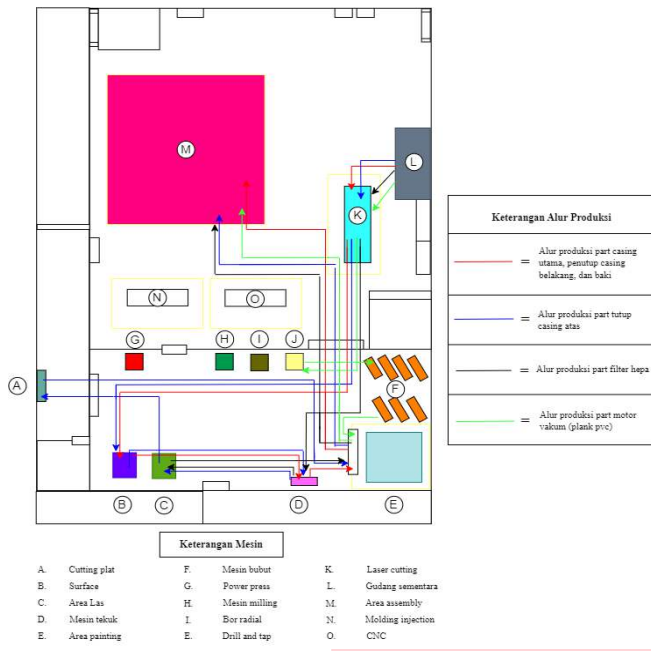 M
L
K
N
O
G
H
I
J
A
F
B
C
D
E
Keterangan Alur Produksi
= Alur produksi part casing
utama, penutup casing
belakang, dan baki
= Alur produksi part tutup
casing atas
= Alur produksi part filter hepa
= Alur produksi part motor
vakum (plank pvc)
Keterangan Mesin
A. Cutting plat F. Mesin bubut K. Laser cutting
B. Surface G. Power press L. Gudang sementara
C. Area Las H. Mesin milling M. Area assembly
D. Mesin tekuk I. Bor radial N. Molding injection
E. Area painting E. Drill and tap O. CNC